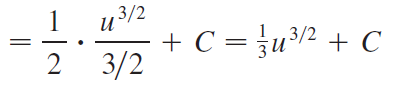 = 1/2 · u^{3/2} / 3/2 + C = 1/3 u^{3/2} + C